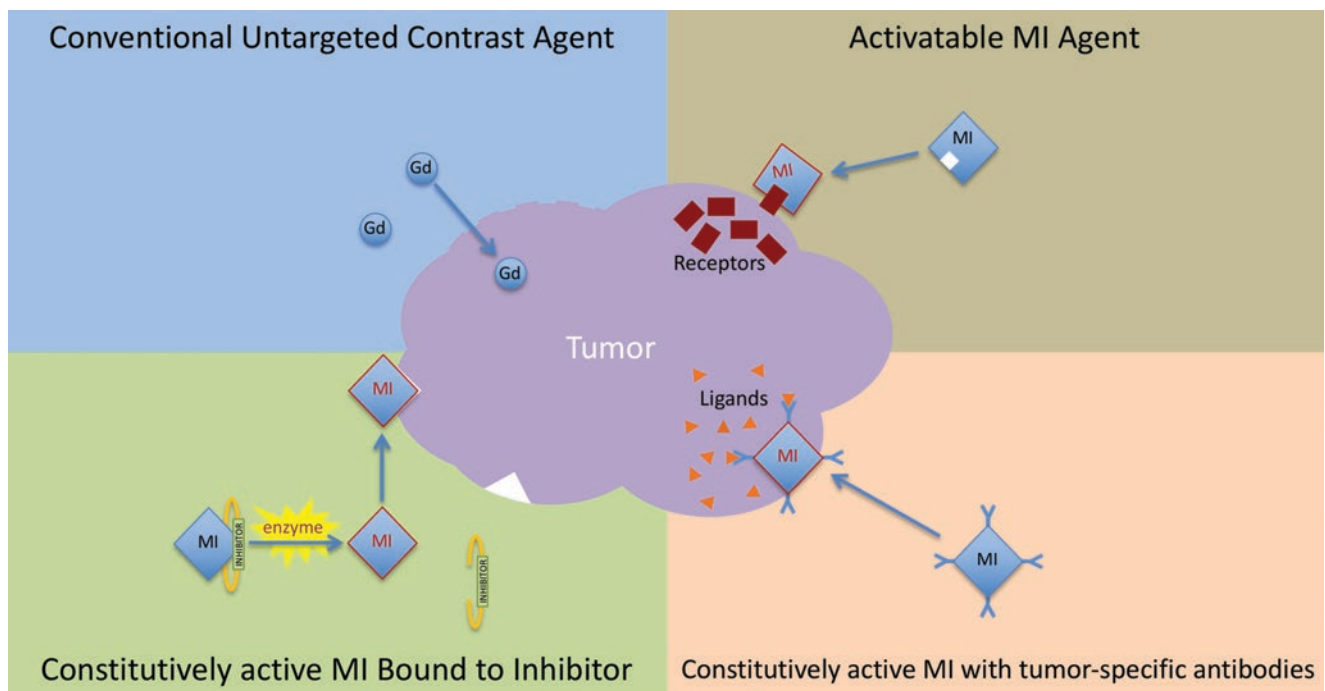 Conventional Untargeted Contrast Agent
Activatable MI Agent
Gd
Gd
Gd
MI
MI
Receptors
Tumor
MI
Ligands
MI
MI
INHIBITOR
enzyme
MI
INHIBITOR
MI
Constitutively active MI Bound to Inhibitor
Constitutively active MI with tumor-specific antibodies